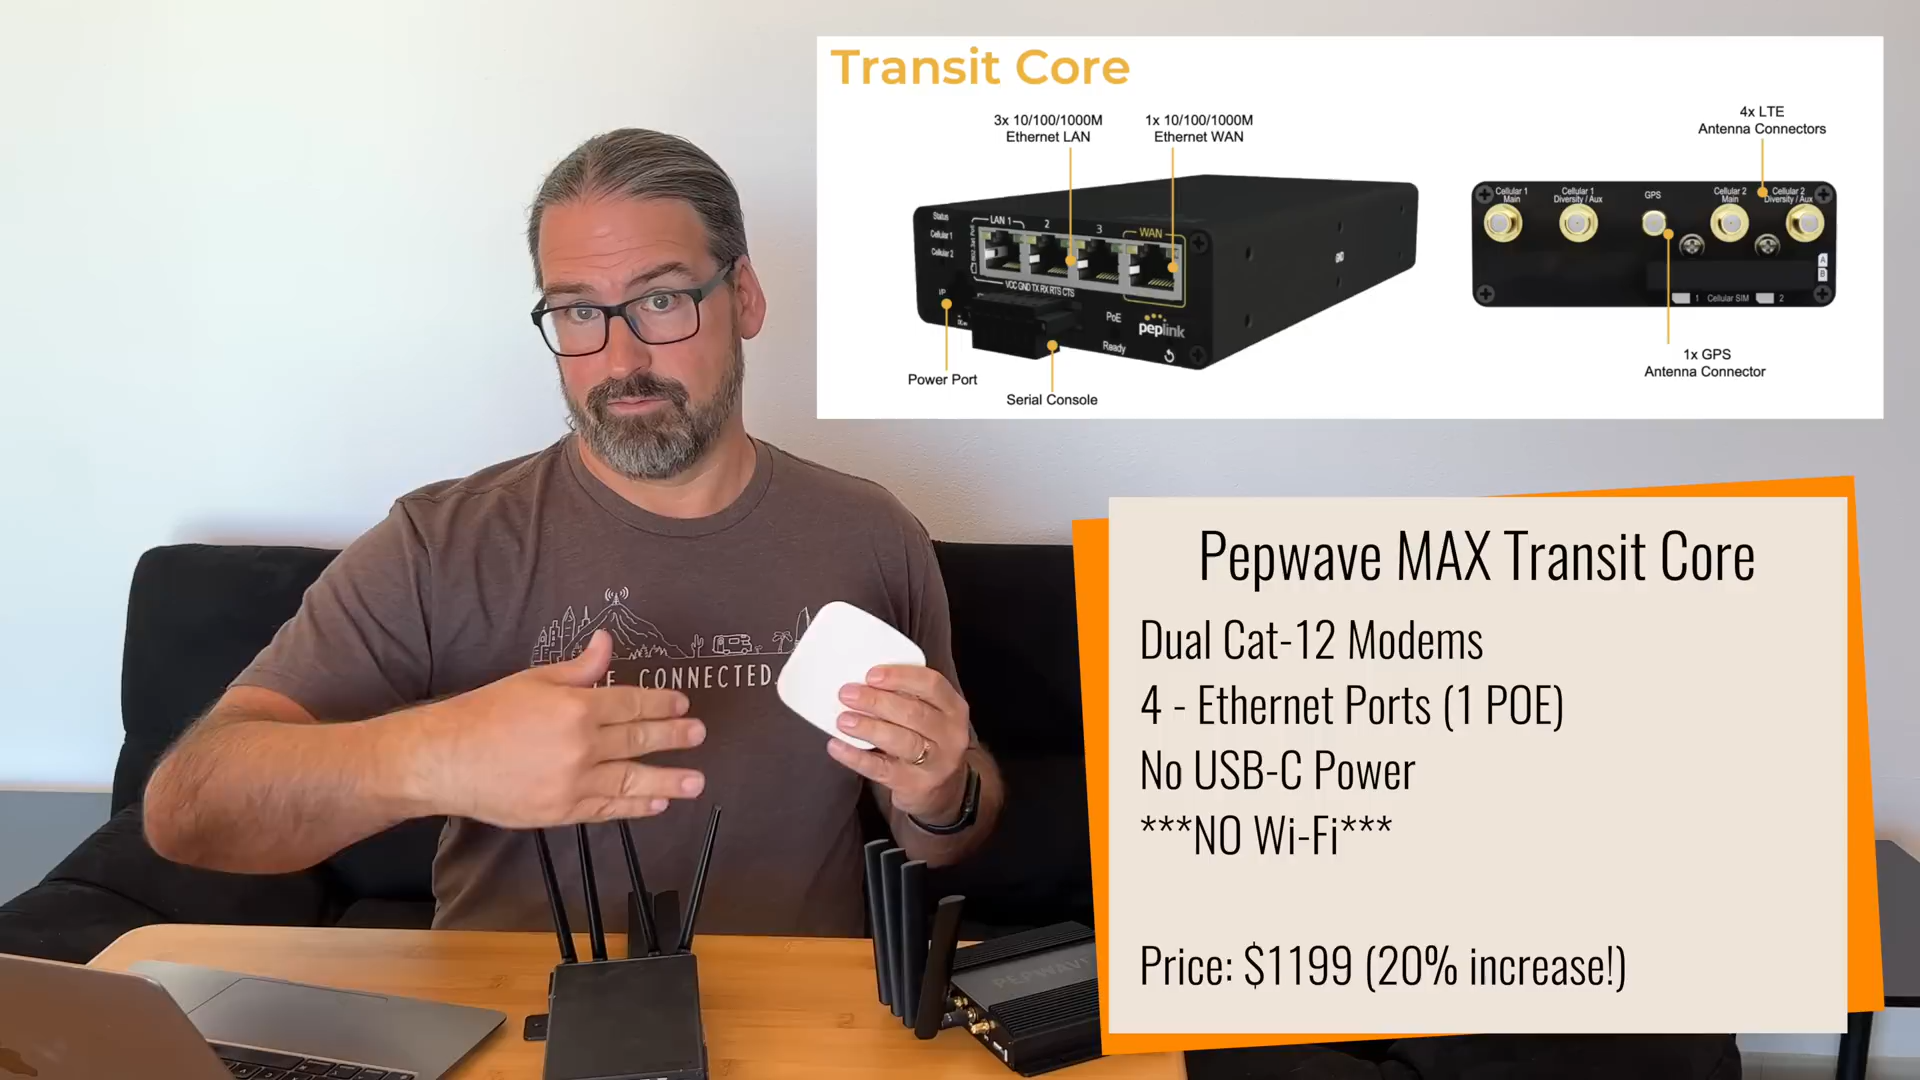 Transit Core
3x 10/100/1000M
Ethernet LAN
1x 10/100/1000M
Ethernet WAN
4x LTE
Antenna Connectors
Status
Cellular 1
Cellular 2
LAN 1
2
3
WAN
VCC GND TX RX RTS CTS
PoE
Ready
peplink
Power Port
Serial Console
Cellular 1
Main
Cellular 1
Diversity / Aux
GPS
Cellular 2
Main
Cellular 2
Diversity / Aux
A
B
1 Cellular SIM 2
1x GPS
Antenna Connector
CONNECTED.
Pepwave MAX Transit Core
Dual Cat-12 Modems
4 - Ethernet Ports (1 POE)
No USB-C Power
***NO Wi-Fi***
Price: $1199 (20% increase!)
PEPWAVE